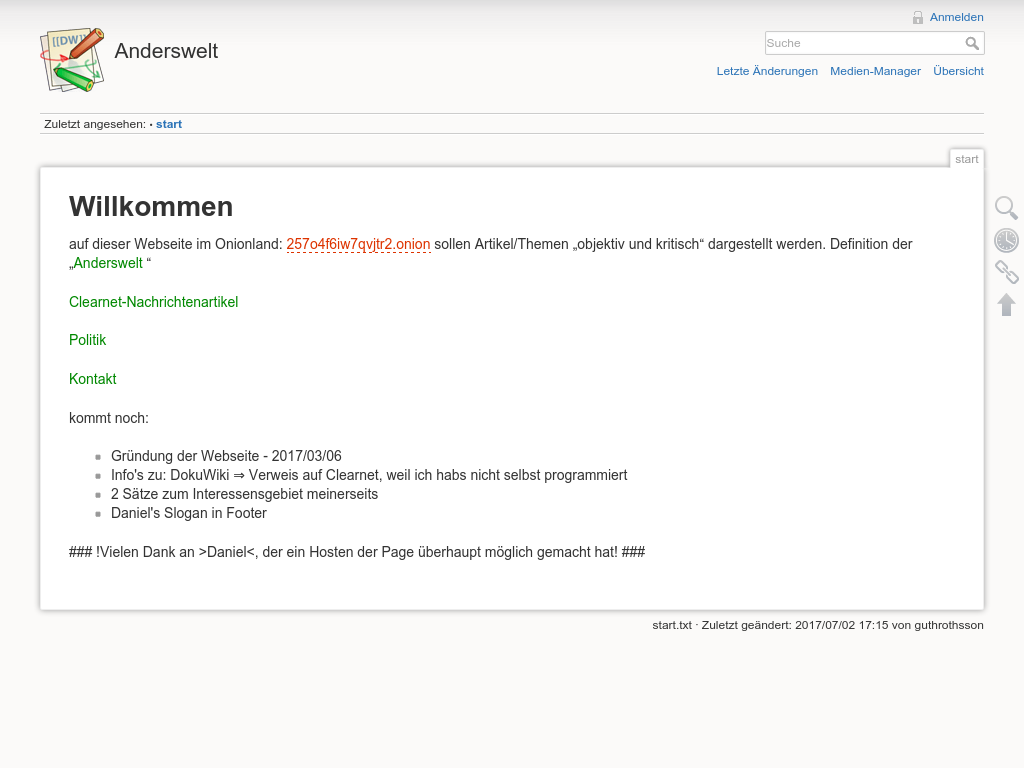 Anmelden
[[DW]]
Anderswelt
Suche
Letzte Änderungen Medien-Manager Übersicht
Zuletzt angesehen: • start
start
Willkommen
auf dieser Webseite im Onionland: 257o4f6iw7qvjtr2.onion sollen Artikel/Themen „objektiv und kritisch“ dargestellt werden. Definition der
„Anderswelt “
Clearnet-Nachrichtenartikel
Politik
Kontakt
kommt noch:
Gründung der Webseite - 2017/03/06
Info's zu: DokuWiki ⇒ Verweis auf Clearnet, weil ich habs nicht selbst programmiert
2 Sätze zum Interessensgebiet meinerseits
Daniel's Slogan in Footer
### !Vielen Dank an >Daniel<, der ein Hosten der Page überhaupt möglich gemacht hat! ###
start.txt · Zuletzt geändert: 2017/07/02 17:15 von guthrothsson